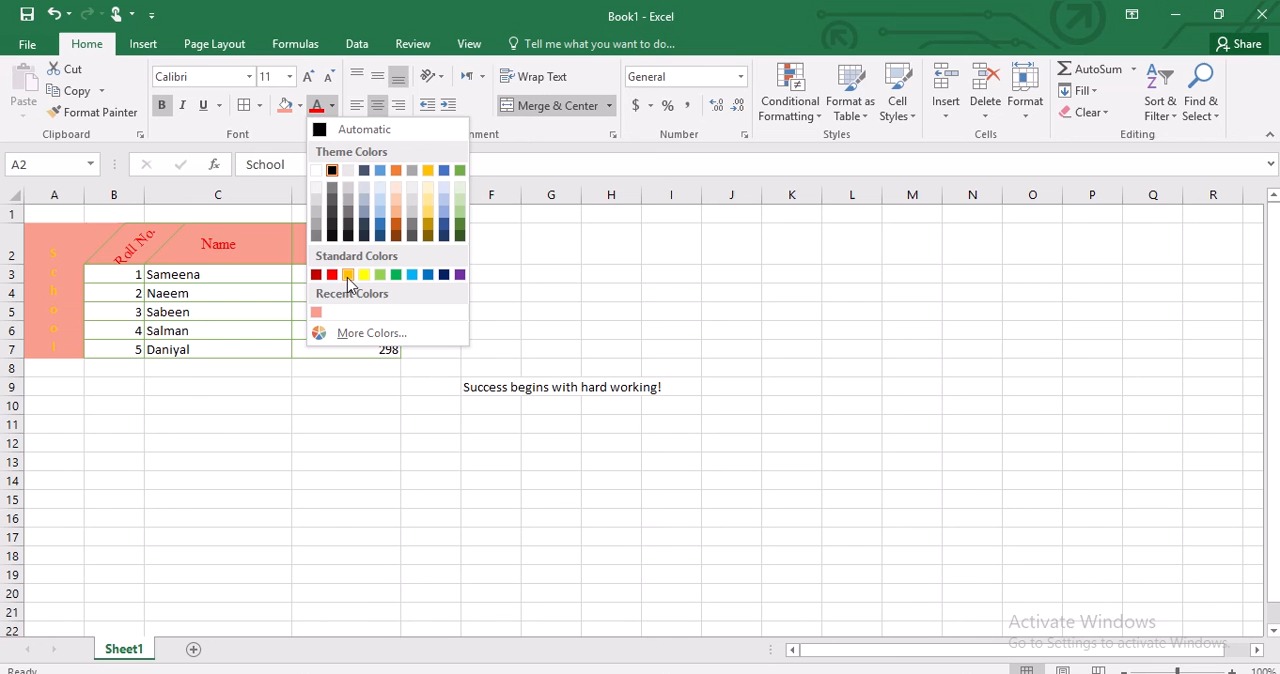 Book1 - Excel
File Home Insert Page Layout Formulas Data Review View Tell me what you want to do... Share
Cut
Copy
Format Painter
Paste
Clipboard
Calibri 11
B I U
Font
Wrap Text
Merge & Center
nment
General
$ % ,
Number
Conditional Formatting
Format as Table
Cell Styles
Styles
Insert Delete Format
Cells
AutoSum
Fill
Clear
Sort & Filter
Find & Select
Editing
A2 fx School
Automatic
Theme Colors
Standard Colors
Recent Colors
More Colors...
A B C F G H I J K L M N O P Q R
1
2 Roll No. Name
School
3 1 Sameena
4 2 Naeem
5 3 Sabeen
6 4 Salman
7 5 Daniyal 298
8
9 Success begins with hard working!
10
11
12
13
14
15
16
17
18
19
20
21
22
Activate Windows
Go to Settings to activate Windows.
Sheet1
Ready 100%